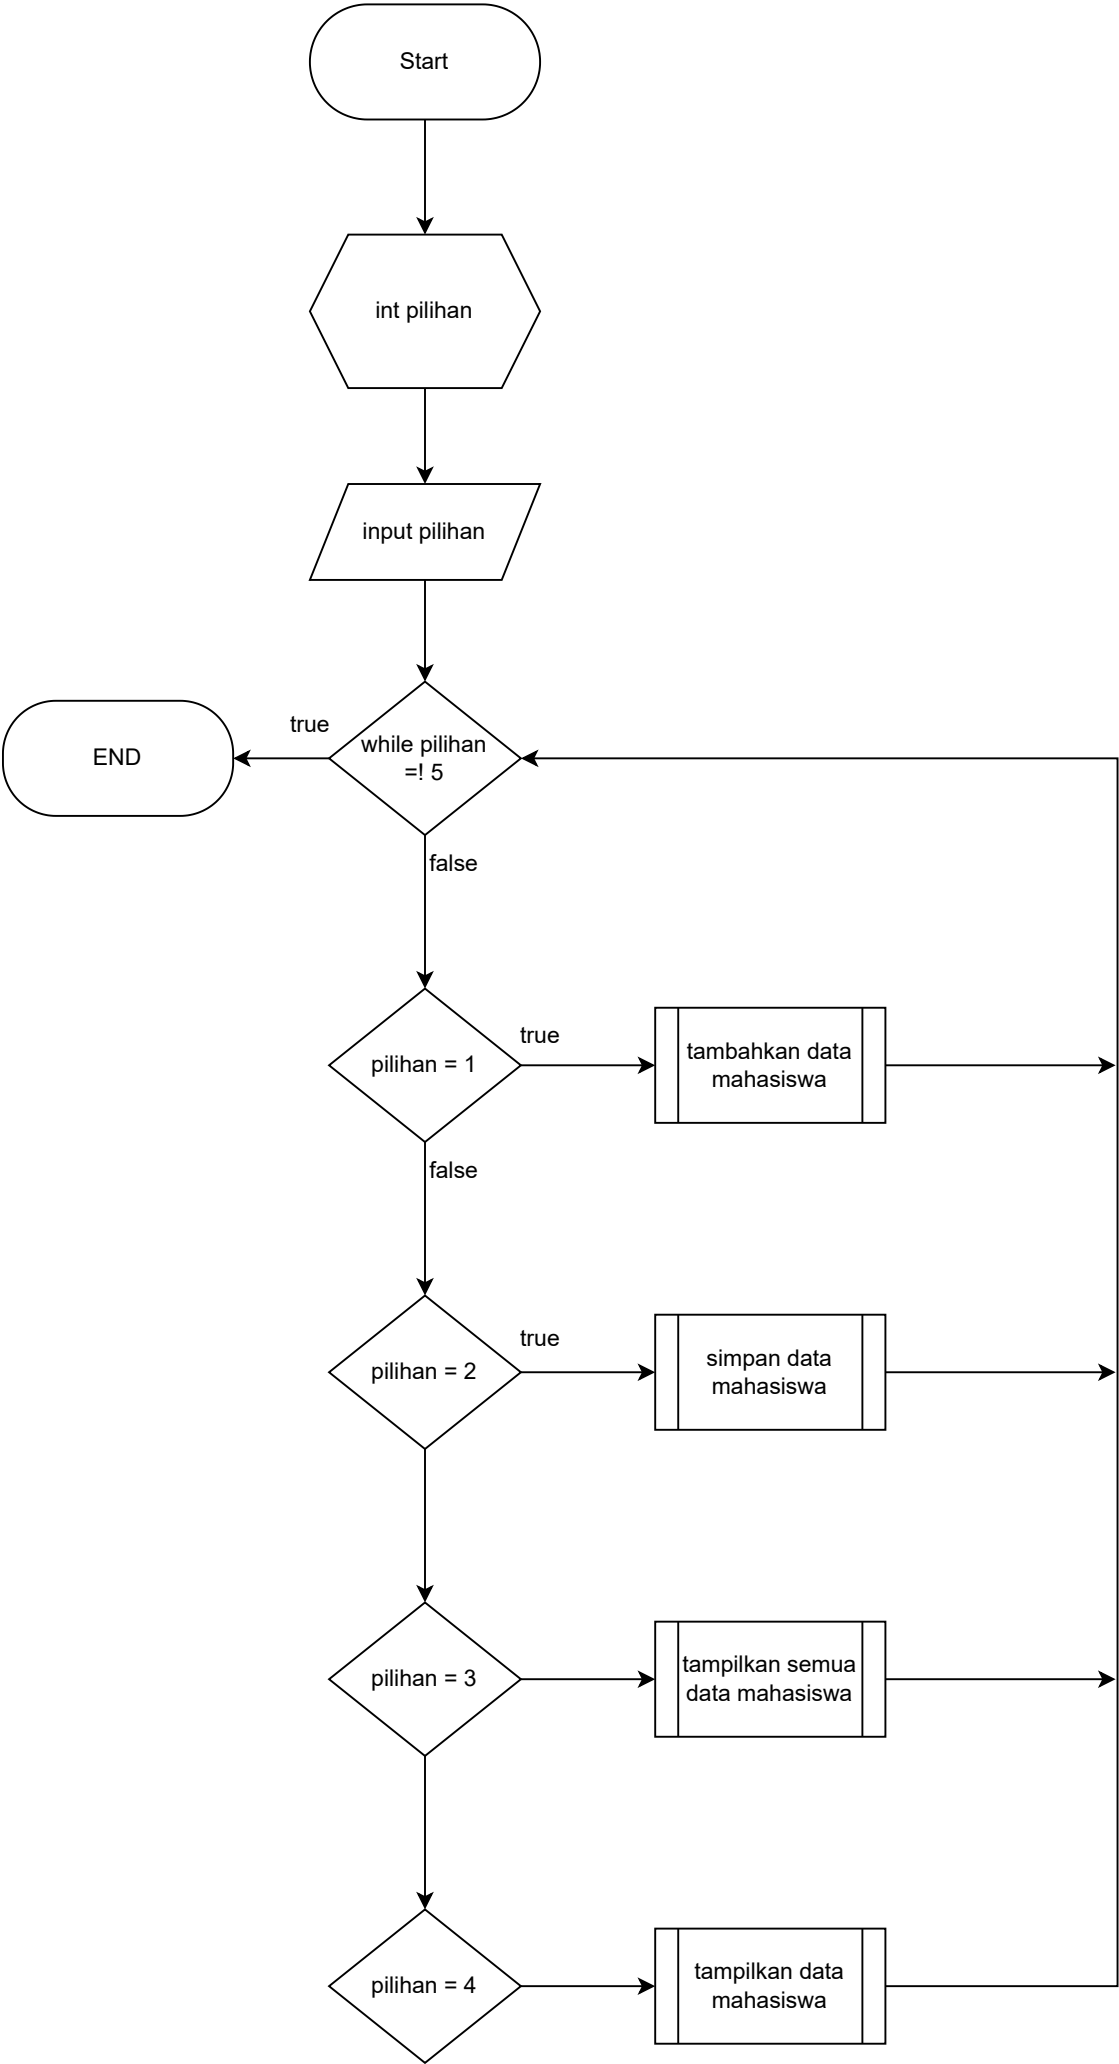 Start
int pilihan
input pilihan
true
while pilihan
=! 5
END
false
pilihan = 1
true
tambahkan data
mahasiswa
false
pilihan = 2
true
simpan data
mahasiswa
pilihan = 3
tampilkan semua
data mahasiswa
pilihan = 4
tampilkan data
mahasiswa